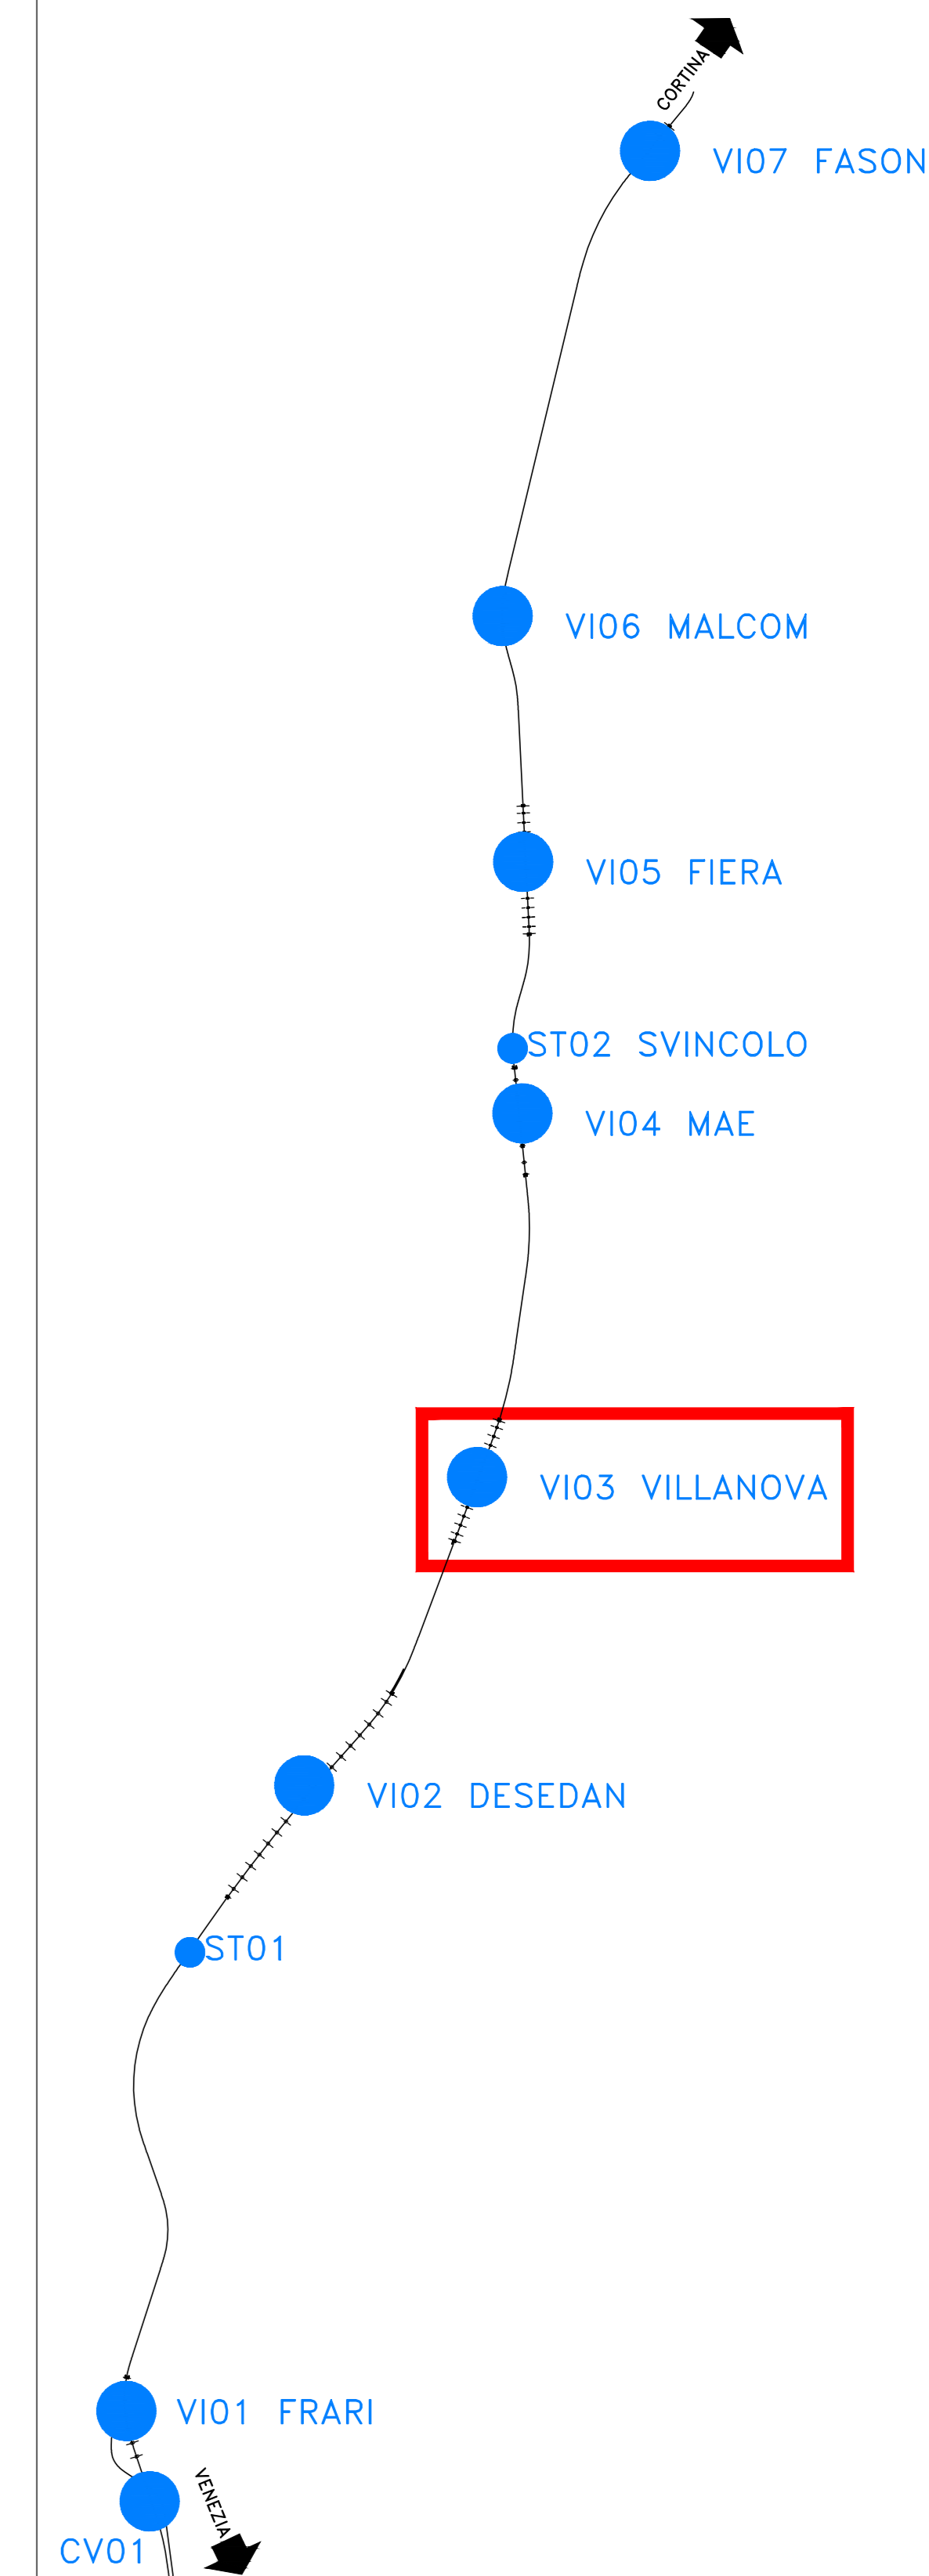 CORTINA
VI07 FASON
VI06 MALCOM
VI05 FIERA
ST02 SVINCOLO
VI04 MAE
VI03 VILLANOVA
VI02 DESEDAN
ST01
VI01 FRARI
VENEZIA
CV01